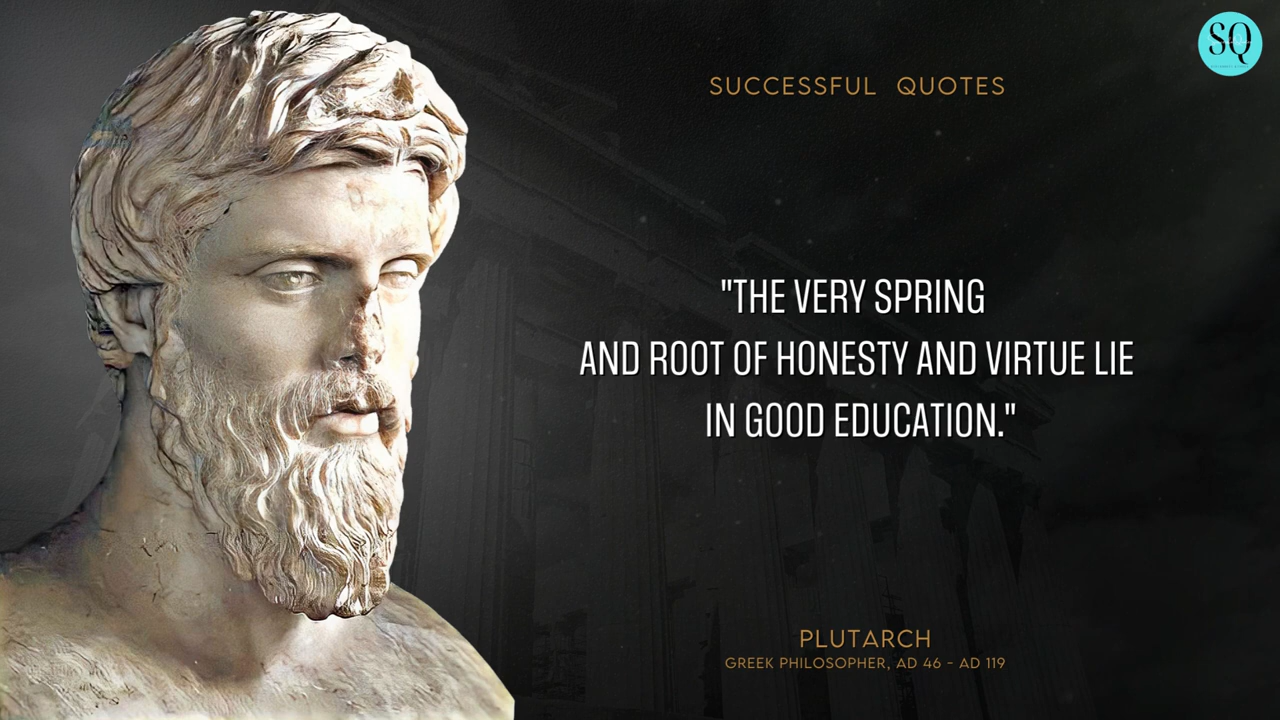 SQ
SUCCESSFUL QUOTES
"THE VERY SPRING
AND ROOT OF HONESTY AND VIRTUE LIE
IN GOOD EDUCATION."
PLUTARCH
GREEK PHILOSOPHER, AD 46 - AD 119